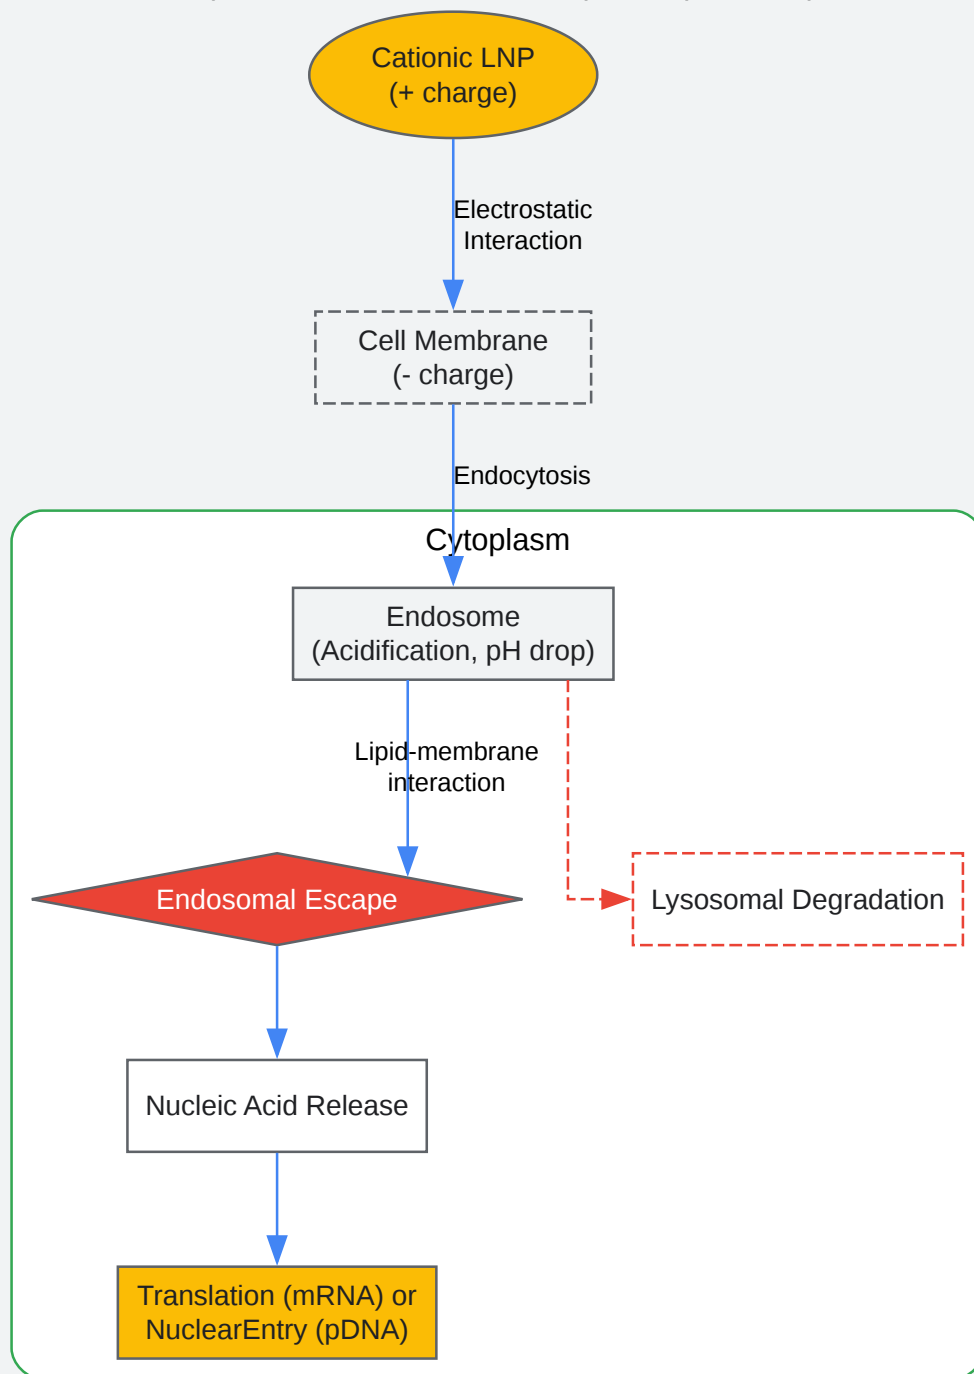 Cationic LNP
(+ charge)
Electrostatic
Interaction
Cell Membrane
(- charge)
Endocytosis
Cytoplasm
Endosome
(Acidification, pH drop)
Lipid-membrane
interaction
Endosomal Escape
Lysosomal Degradation
Nucleic Acid Release
Translation (mRNA) or
NuclearEntry (pDNA)